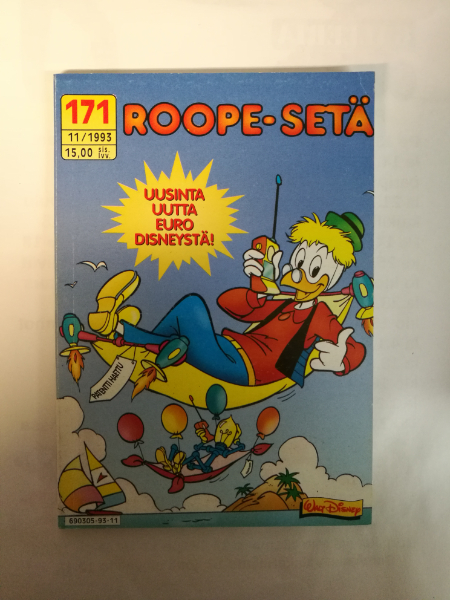 171
11/1993
15,00 sis. lvv.
ROOPE-SETÄ
UUSINTA
UUTTA
EURO
DISNEYSTÄ!
PATENTTI HAETTU
WALT DISNEY
690305-93-11